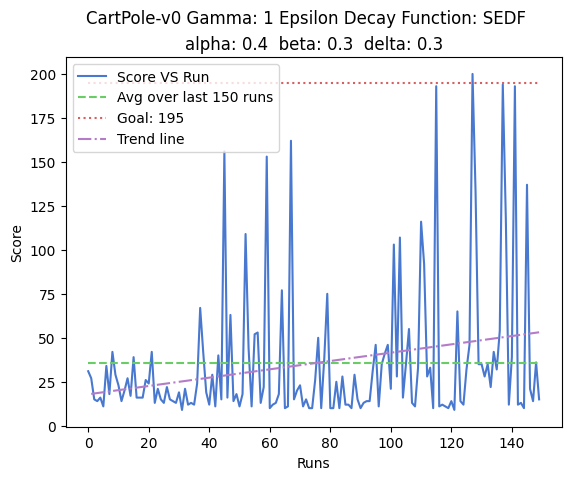 CartPole-v0 Gamma: 1 Epsilon Decay Function: SEDF
alpha: 0.4  beta: 0.3  delta: 0.3
Score VS Run
Avg over last 150 runs
Goal: 195
Trend line
Score
200
175
150
125
100
75
50
25
0
0 20 40 60 80 100 120 140
Runs